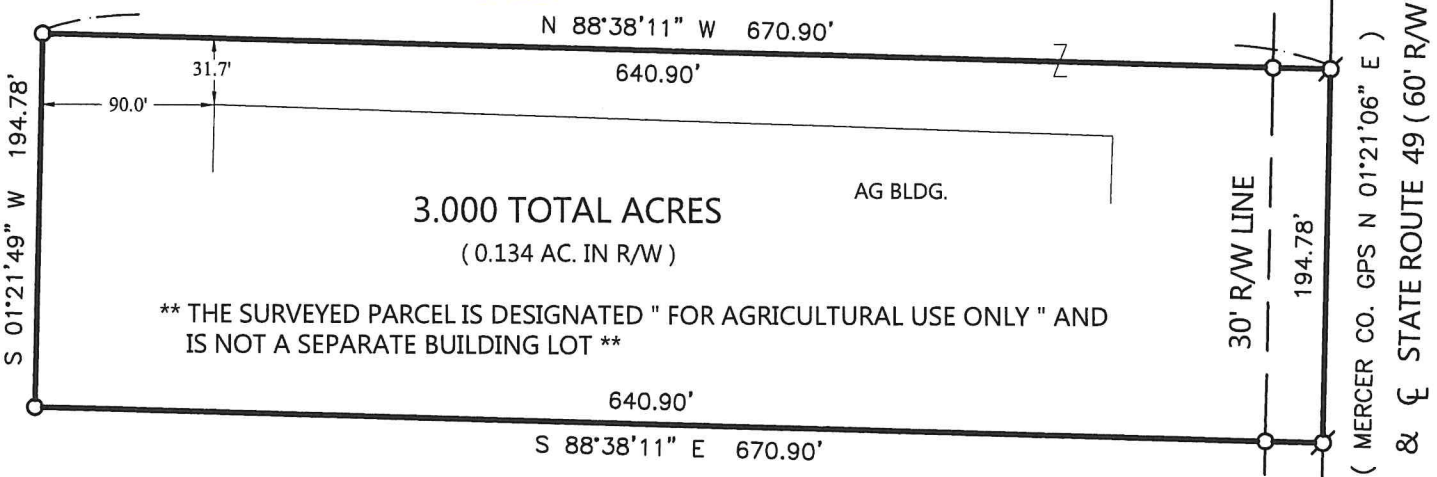 N 88°38'11" W 670.90'
640.90'
31.7'
90.0'
S 01°21'49" W 194.78'
3.000 TOTAL ACRES
( 0.134 AC. IN R/W )
AG BLDG.
** THE SURVEYED PARCEL IS DESIGNATED " FOR AGRICULTURAL USE ONLY " AND
IS NOT A SEPARATE BUILDING LOT **
30' R/W LINE
194.78'
( MERCER CO. GPS N 01°21'06" E )
& ℄ STATE ROUTE 49 ( 60' R/W
640.90'
S 88°38'11" E 670.90'